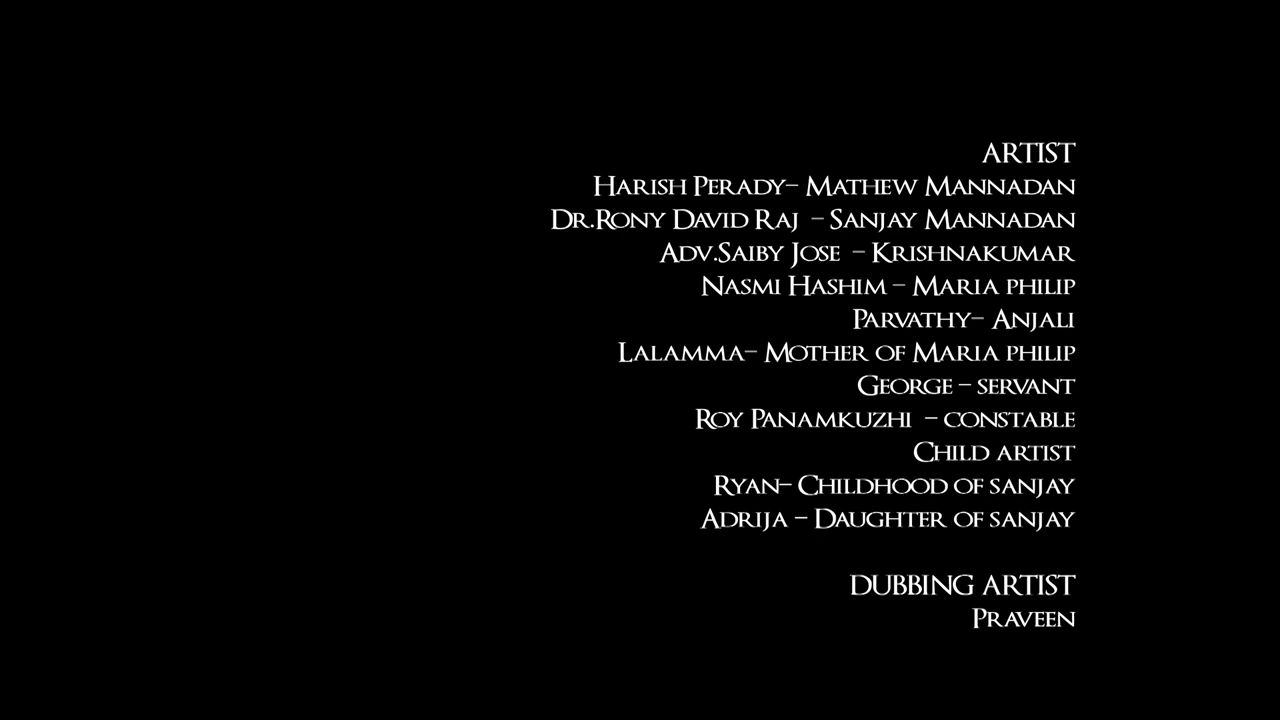 ARTIST
Harish Perady- Mathew Mannadan
Dr.Rony David Raj - Sanjay Mannadan
Adv.Saiby Jose - Krishnakumar
Nasmi Hashim - Maria philip
Parvathy- Anjali
Lalamma- Mother of Maria philip
George - servant
Roy Panamkuzhi - constable
Child artist
Ryan- Childhood of sanjay
Adrija - Daughter of sanjay
DUBBING ARTIST
Praveen